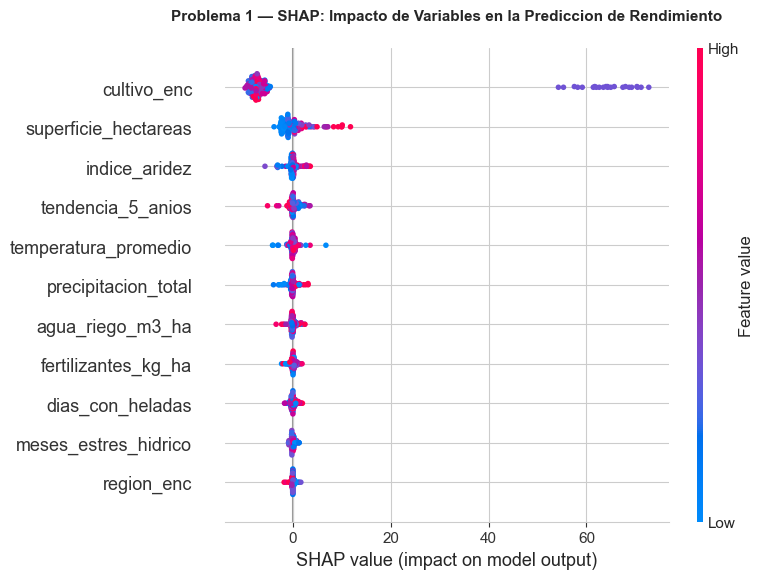 Problema 1 — SHAP: Impacto de Variables en la Prediccion de Rendimiento
High
cultivo_enc
superficie_hectareas
indice_aridez
tendencia_5_anios
temperatura_promedio
precipitacion_total
agua_riego_m3_ha
fertilizantes_kg_ha
dias_con_heladas
meses_estres_hidrico
region_enc
Feature value
Low
0 20 40 60
SHAP value (impact on model output)